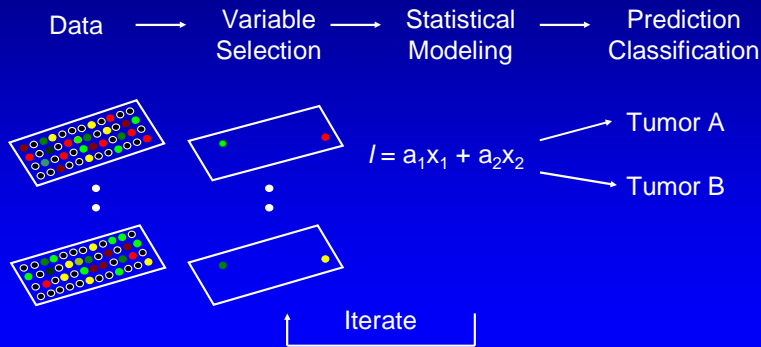 Data
Variable
Selection
Statistical
Modeling
Prediction
Classification
l = a₁x₁ + a₂x₂
Tumor A
Tumor B
Iterate